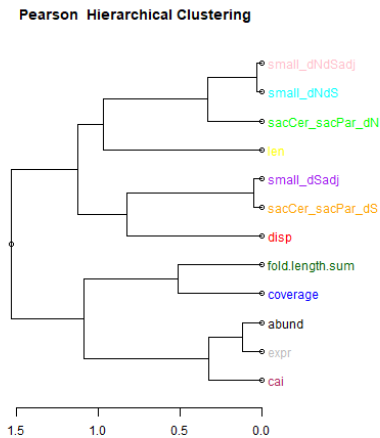 Pearson Hierarchical Clustering
small_dNdSadj
small_dNdS
sacCer_sacPar_dN
len
small_dSadj
sacCer_sacPar_dS
disp
fold.length.sum
coverage
abund
expr
cai
1.5 1.0 0.5 0.0